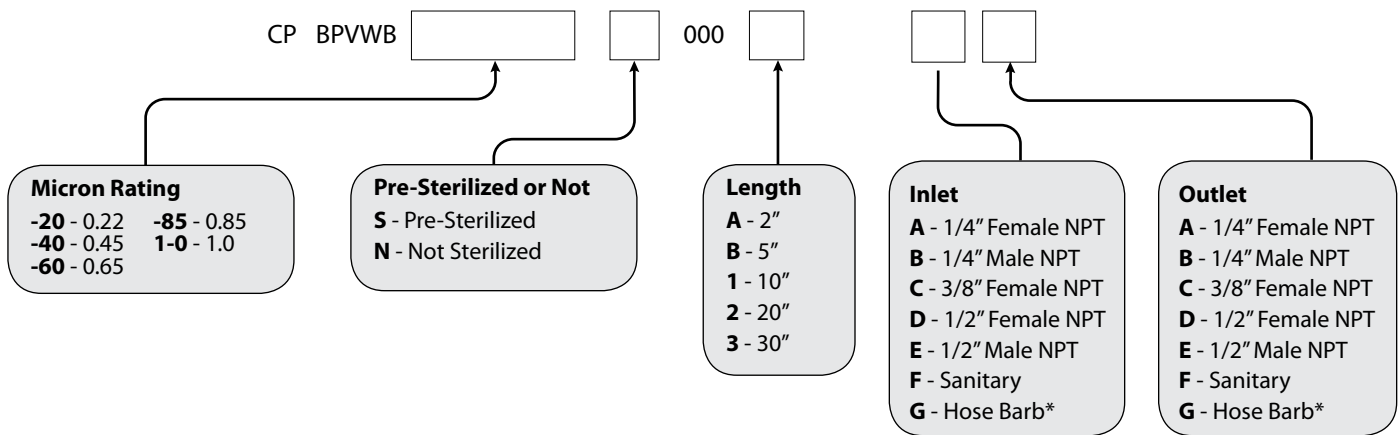 CP BPVWB 000
Micron Rating
-20 - 0.22 -85 - 0.85
-40 - 0.45 1-0 - 1.0
-60 - 0.65
Pre-Sterilized or Not
S - Pre-Sterilized
N - Not Sterilized
Length
A - 2”
B - 5”
1 - 10”
2 - 20”
3 - 30”
Inlet
A - 1/4” Female NPT
B - 1/4” Male NPT
C - 3/8” Female NPT
D - 1/2” Female NPT
E - 1/2” Male NPT
F - Sanitary
G - Hose Barb*
Outlet
A - 1/4” Female NPT
B - 1/4” Male NPT
C - 3/8” Female NPT
D - 1/2” Female NPT
E - 1/2” Male NPT
F - Sanitary
G - Hose Barb*